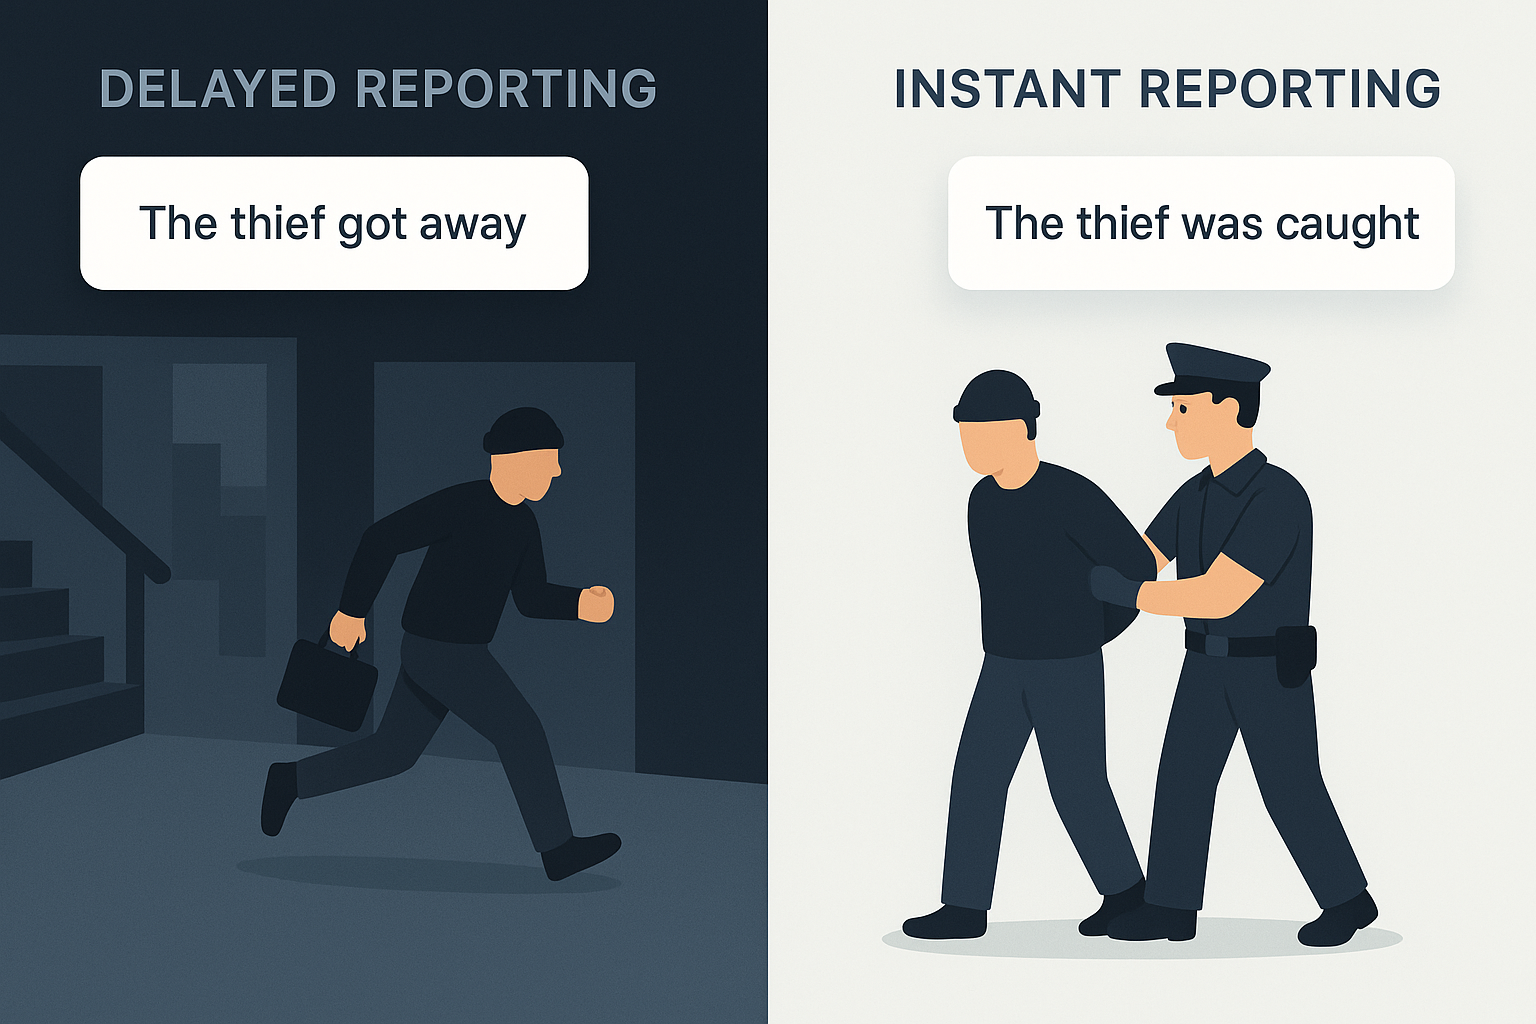 DELAYED REPORTING
The thief got away
INSTANT REPORTING
The thief was caught